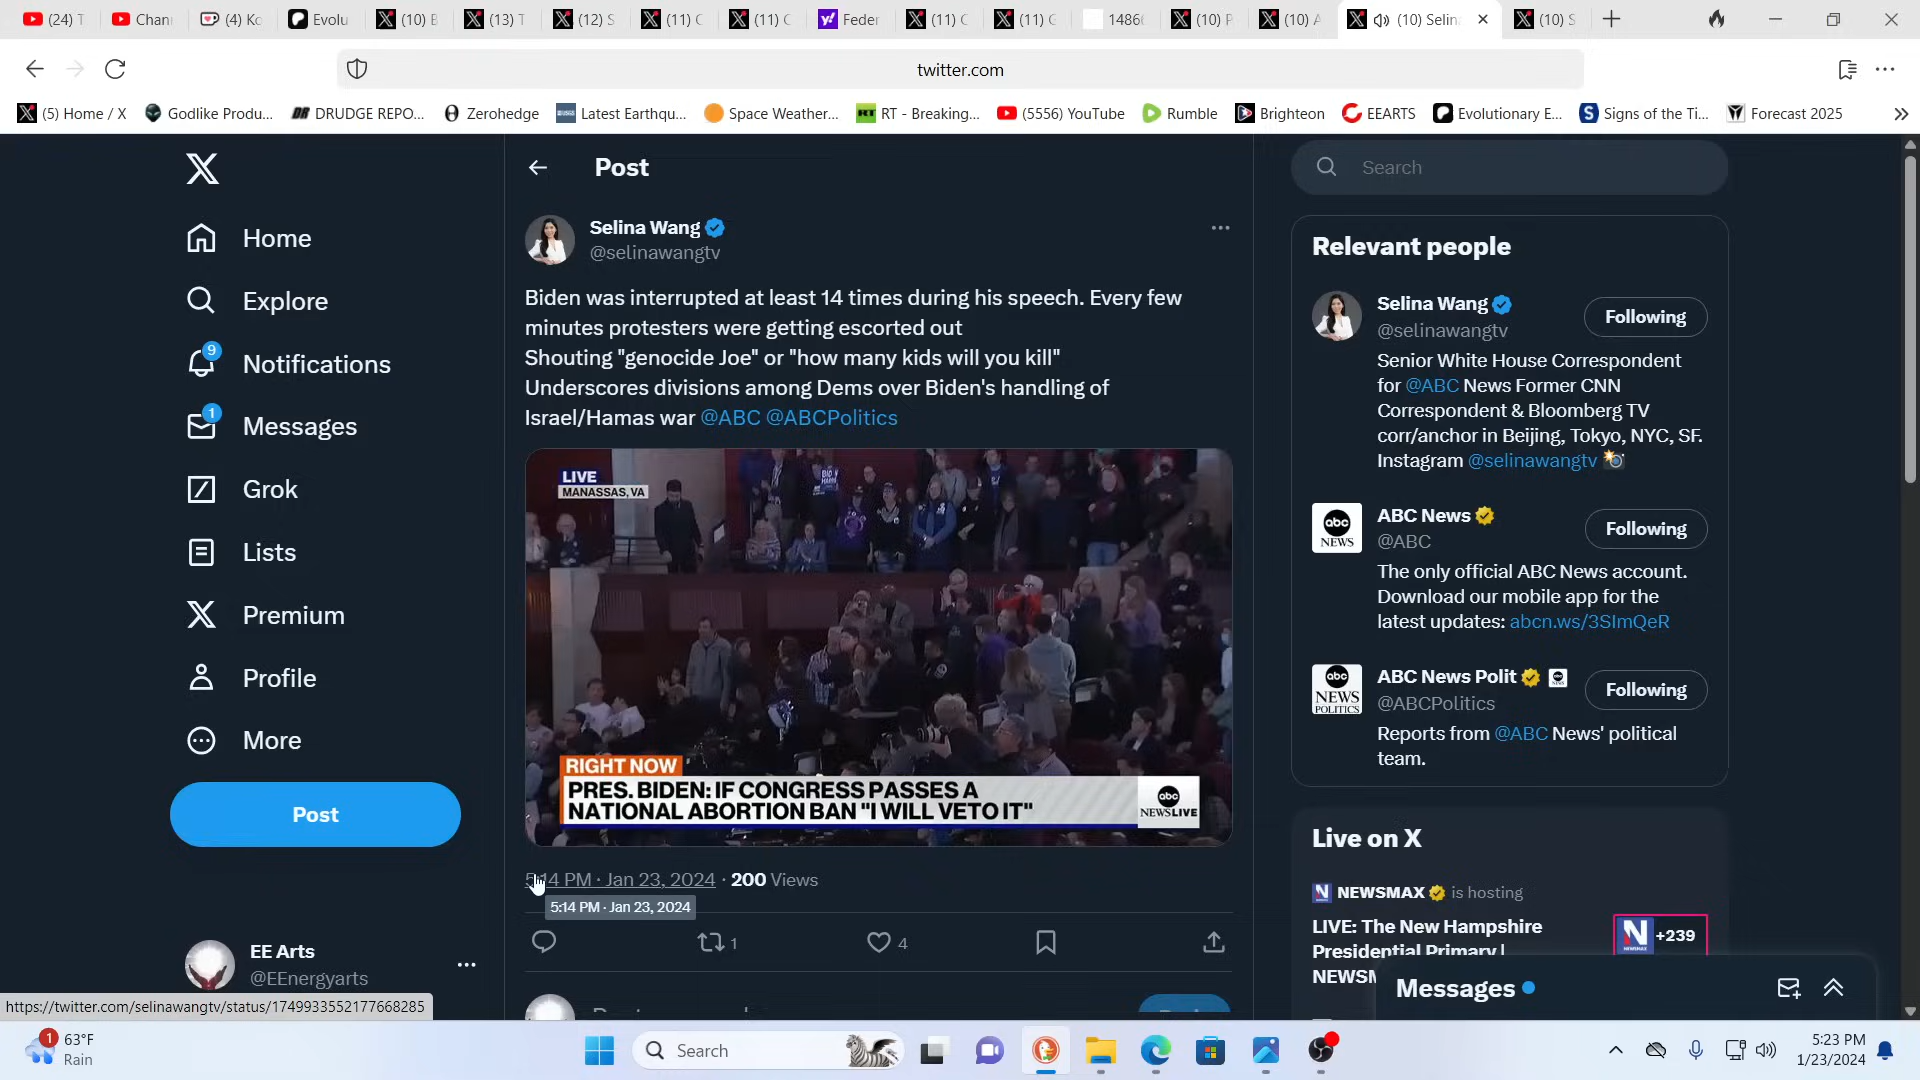 (24) T
Chan
(4) Ko
Evolu
(10) B
(13) T
(12) S
(11) C
(11) C
Feder
(11) C
(11) G
1486
(10) P
(10) A
(10) Selin
(10) S
twitter.com
(5) Home / X
Godlike Produ...
DRUDGE REPO...
Zerohedge
Latest Earthqu...
Space Weather...
RT - Breaking...
(5556) YouTube
Rumble
Brighteon
EEARTS
Evolutionary E...
Signs of the Ti...
Forecast 2025
Home
Explore
9
Notifications
1
Messages
Grok
Lists
Premium
Profile
More
Post
EE Arts
@EEnergyarts
https://twitter.com/selinawangtv/status/1749933552177668285
Post
Selina Wang
@selinawangtv
Biden was interrupted at least 14 times during his speech. Every few
minutes protesters were getting escorted out
Shouting "genocide Joe" or "how many kids will you kill"
Underscores divisions among Dems over Biden's handling of
Israel/Hamas war @ABC @ABCPolitics
LIVE
MANASSAS, VA
RIGHT NOW
PRES. BIDEN: IF CONGRESS PASSES A
NATIONAL ABORTION BAN "I WILL VETO IT"
abc
NEWS LIVE
5:14 PM · Jan 23, 2024 · 200 Views
5:14 PM · Jan 23, 2024
1
4
Search
Relevant people
Selina Wang
@selinawangtv
Following
Senior White House Correspondent
for @ABC News Former CNN
Correspondent & Bloomberg TV
corr/anchor in Beijing, Tokyo, NYC, SF.
Instagram @selinawangtv
abc
NEWS
ABC News
@ABC
Following
The only official ABC News account.
Download our mobile app for the
latest updates: abcn.ws/3SImQeR
abc
NEWS
POLITICS
ABC News Polit
@ABCPolitics
Following
Reports from @ABC News' political
team.
Live on X
NEWSMAX is hosting
LIVE: The New Hampshire
Presidential Primary |
NEWSM
+239
Messages
1
63°F
Rain
Search
5:23 PM
1/23/2024